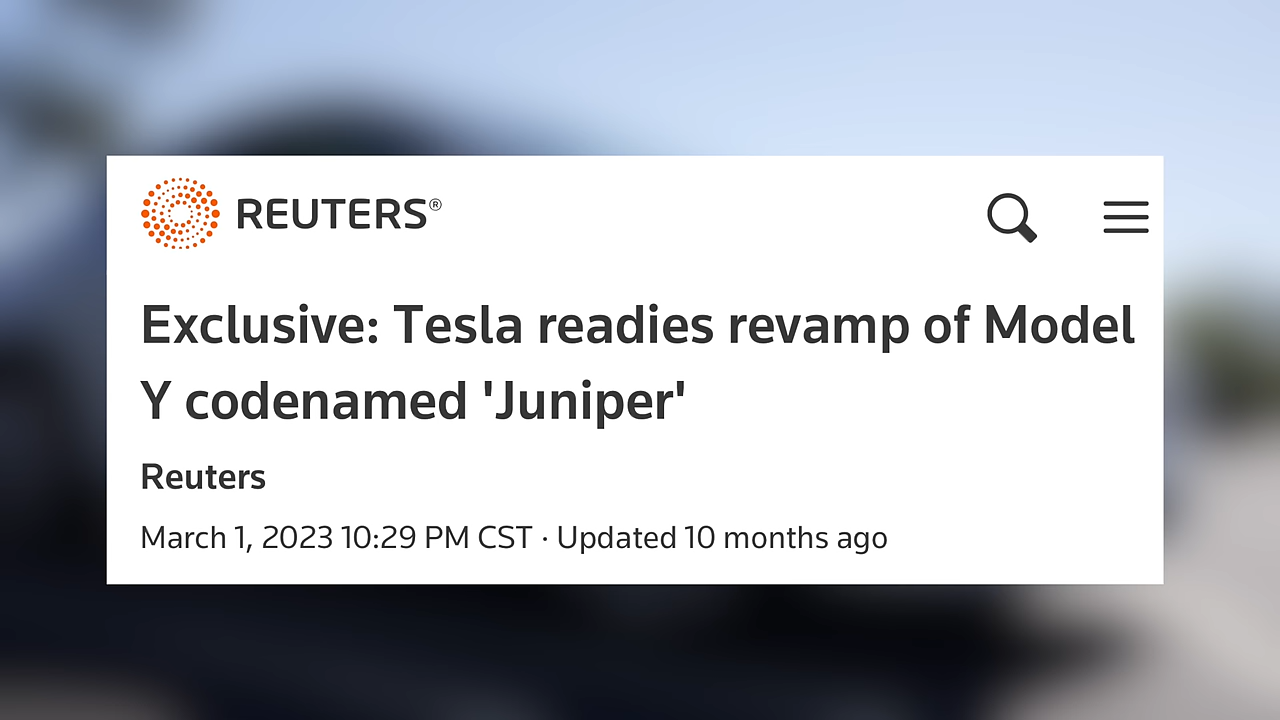 REUTERS®
Exclusive: Tesla readies revamp of Model
Y codenamed 'Juniper'
Reuters
March 1, 2023 10:29 PM CST · Updated 10 months ago